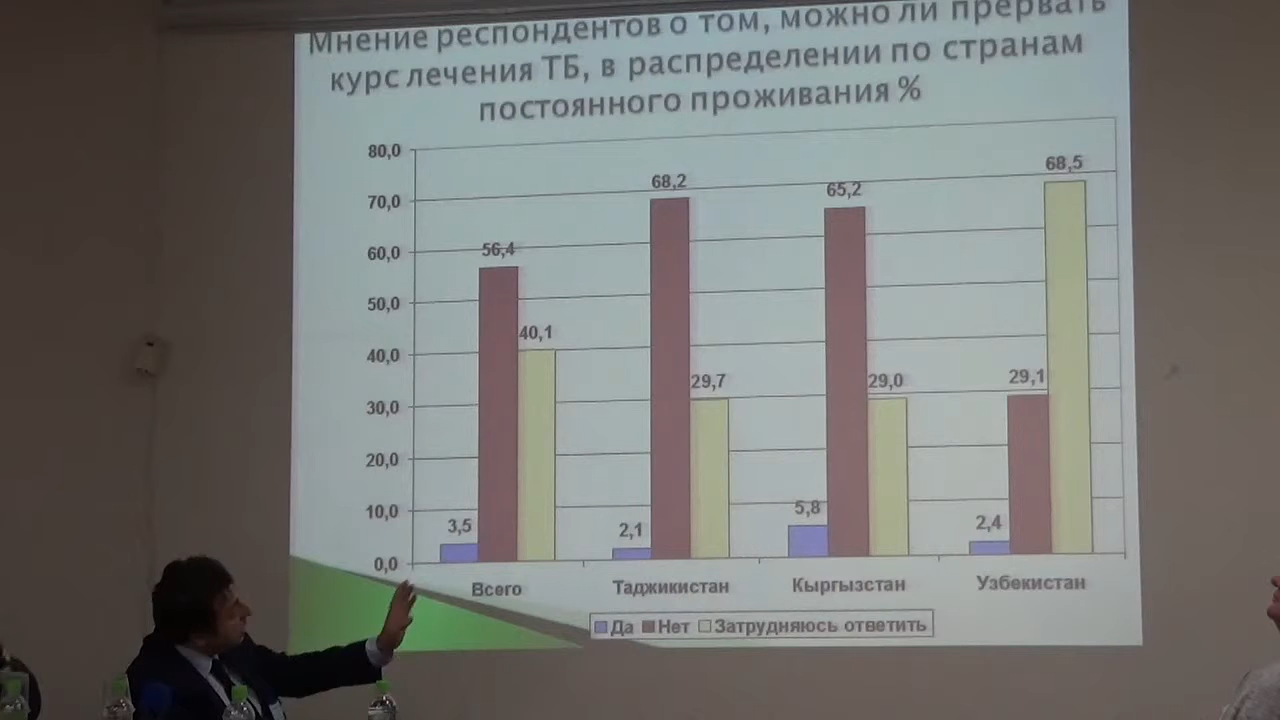 Мнение респондентов о том, можно ли прервать
курс лечения ТБ, в распределении по странам
постоянного проживания %
80,0
70,0
60,0
50,0
40,0
30,0
20,0
10,0
0,0
3,5
56,4
40,1
2,1
68,2
29,7
5,8
65,2
29,0
2,4
29,1
68,5
Всего
Таджикистан
Кыргызстан
Узбекистан
Да Нет Затрудняюсь ответить